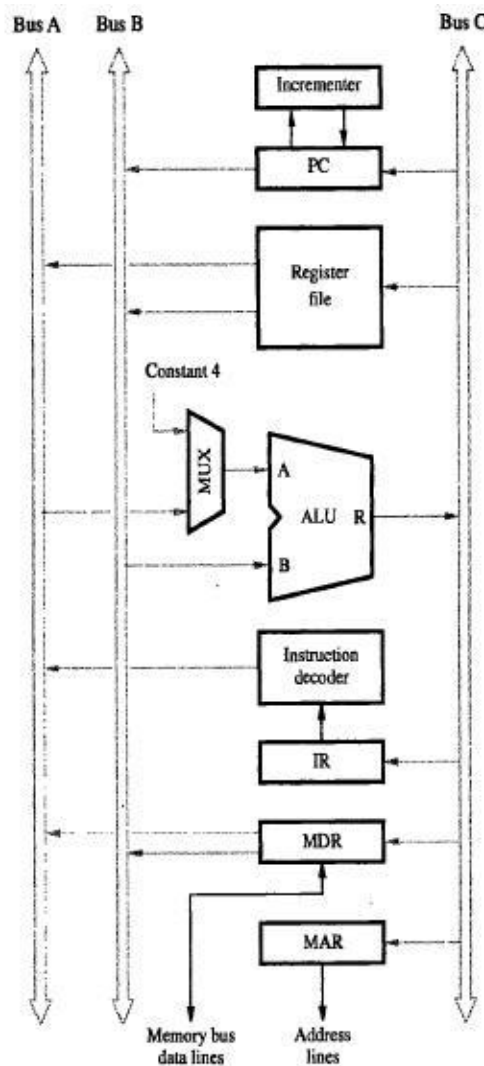 Bus A
Bus B
Bus C
Incrementer
PC
Register
file
Constant 4
MUX
A
ALU
R
B
Instruction
decoder
IR
MDR
MAR
Memory bus
data lines
Address
lines